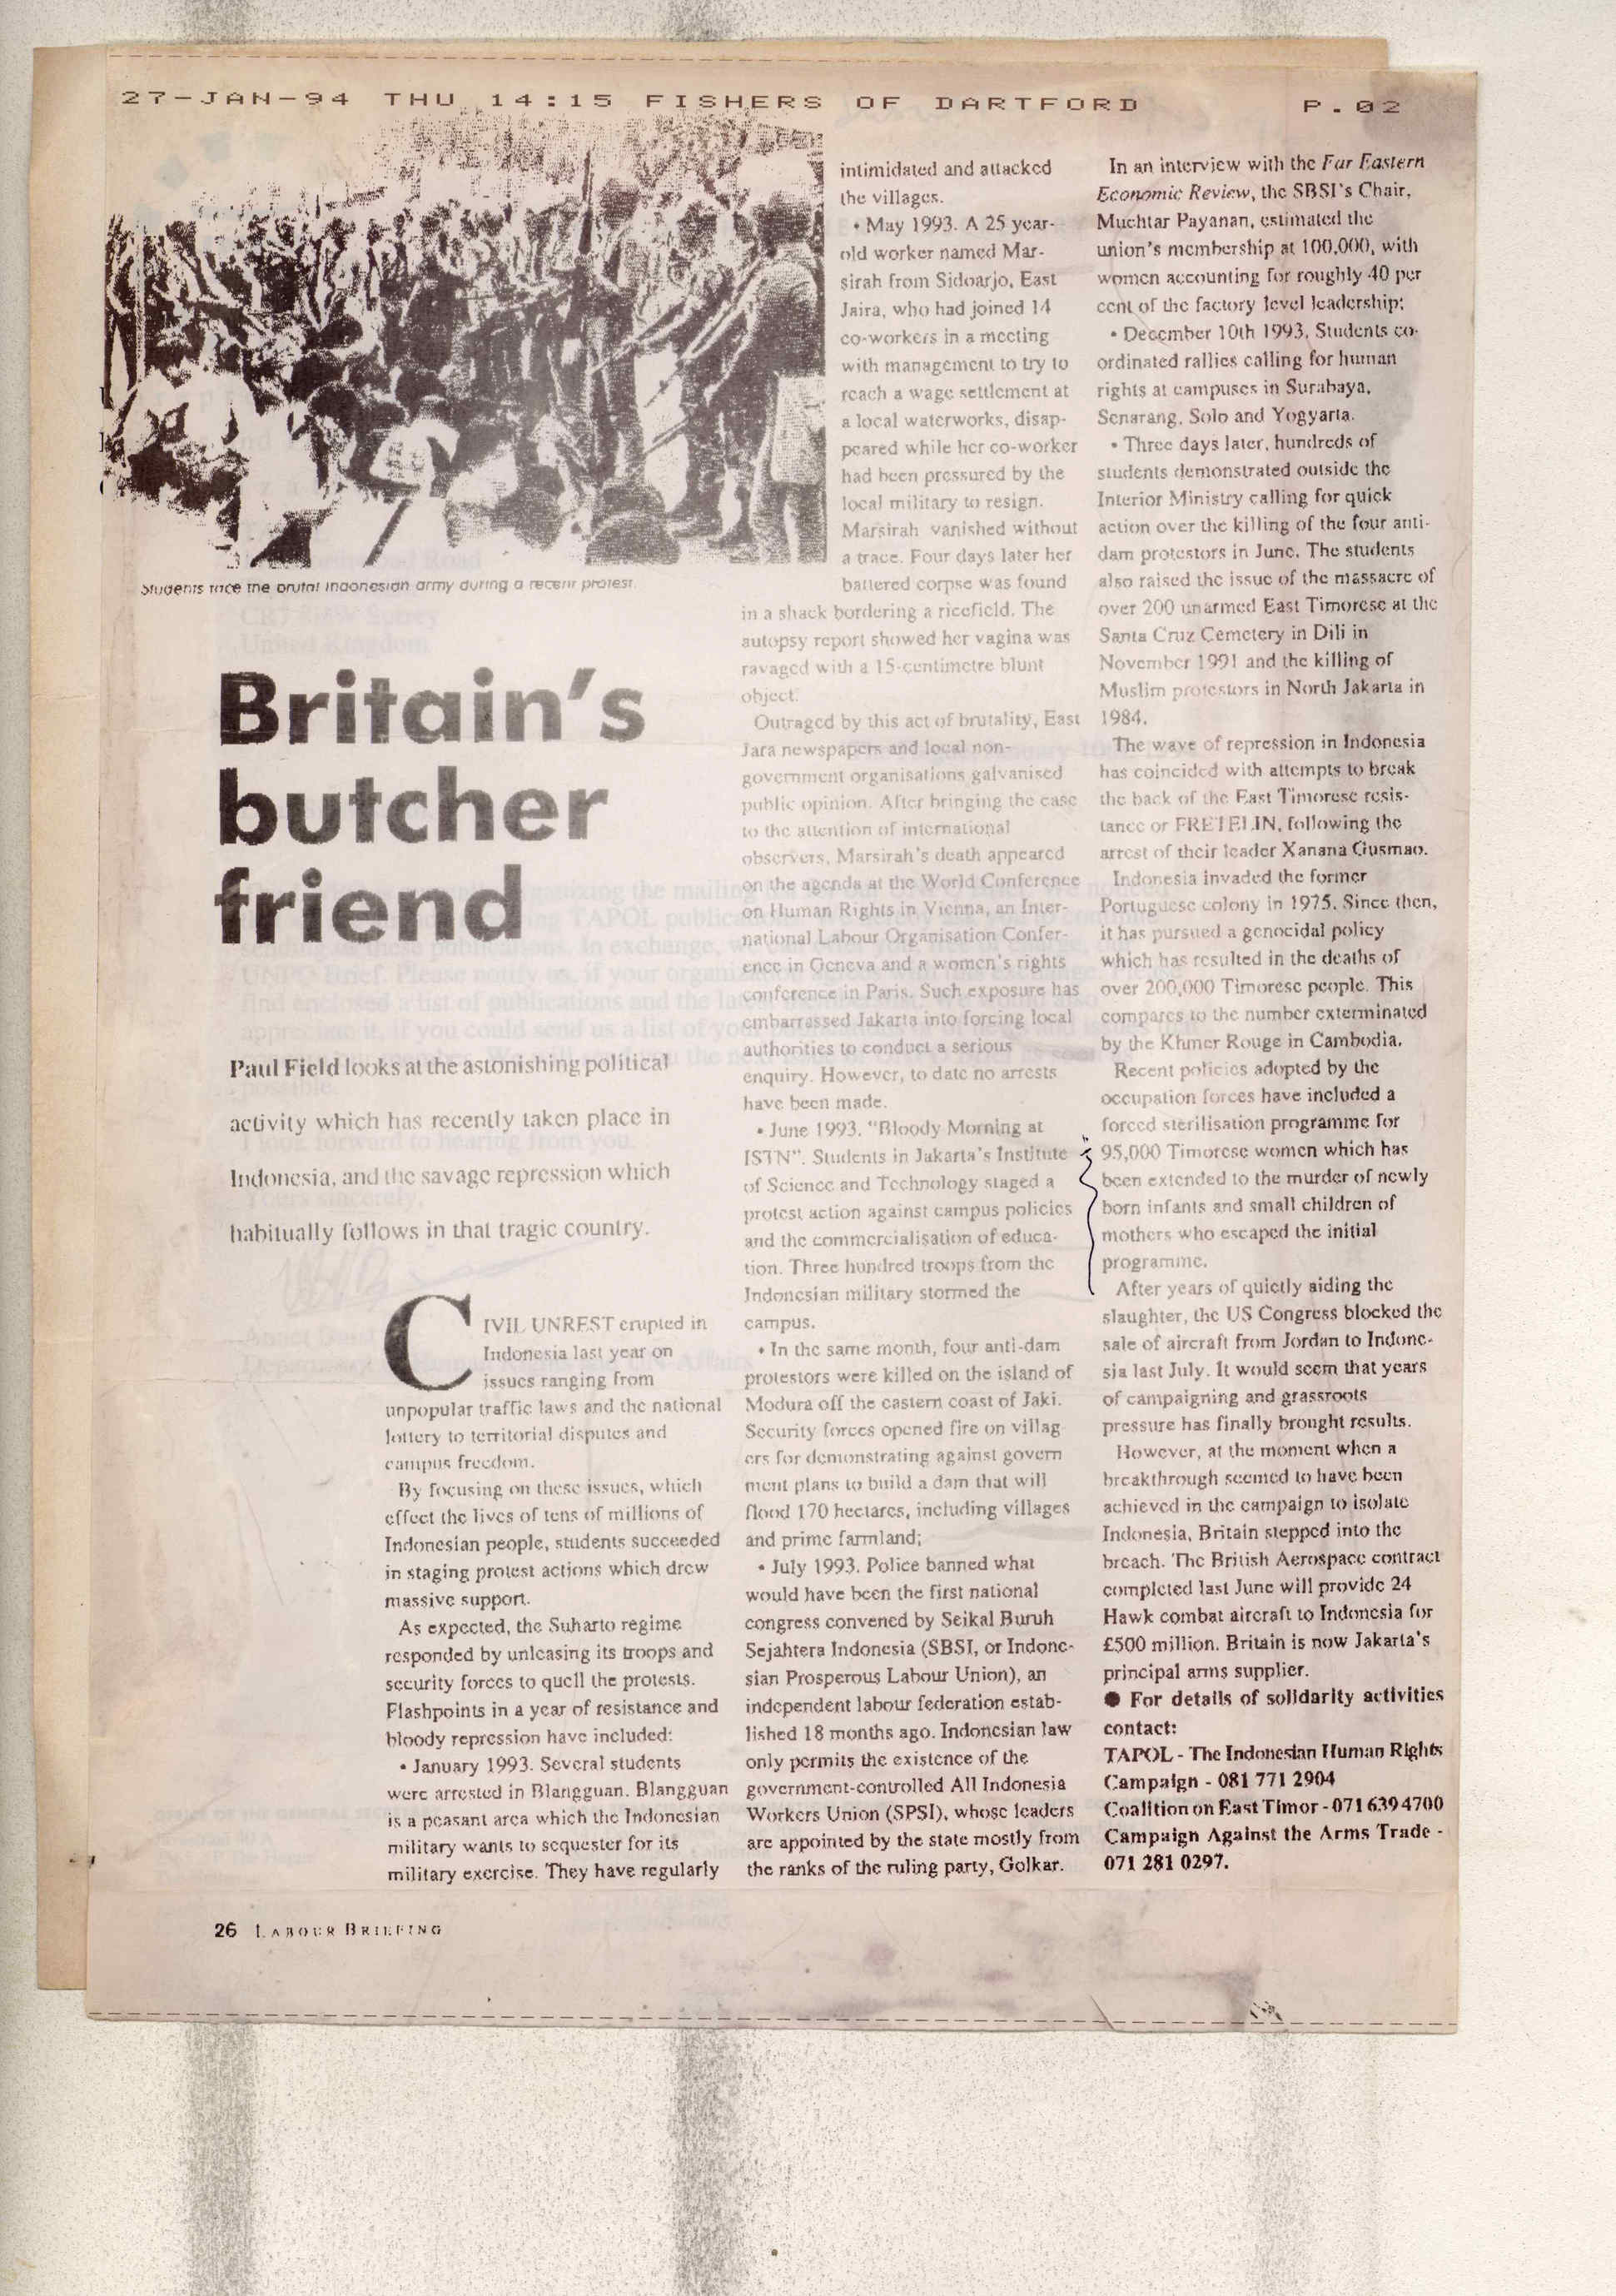 27-JAN-94 THU 14:15 FISHERS OF DARTFORD P.02
Students face the brutal Indonesian army during a recent protest.
Britain's
butcher
friend
Paul Field looks at the astonishing political
activity which has recently taken place in
Indonesia, and the savage repression which
habitually follows in that tragic country.
CIVIL UNREST erupted in
Indonesia last year on
issues ranging from
unpopular traffic laws and the national
lottery to territorial disputes and
campus freedom.
By focusing on these issues, which
effect the lives of tens of millions of
Indonesian people, students succeeded
in staging protest actions which drew
massive support.
As expected, the Suharto regime
responded by unleasing its troops and
security forces to quell the protests.
Flashpoints in a year of resistance and
bloody repression have included:
• January 1993. Several students
were arrested in Blangguan. Blangguan
is a peasant area which the Indonesian
military wants to sequester for its
military exercise. They have regularly
intimidated and attacked
the villages.
• May 1993. A 25 year-
old worker named Mar-
sirah from Sidoarjo, East
Jaira, who had joined 14
co-workers in a meeting
with management to try to
reach a wage settlement at
a local waterworks, disap-
peared while her co-worker
had been pressured by the
local military to resign.
Marsirah vanished without
a trace. Four days later her
battered corpse was found
in a shack bordering a ricefield. The
autopsy report showed her vagina was
ravaged with a 15-centimetre blunt
object.
Outraged by this act of brutality, East
Jara newspapers and local non-
government organisations galvanised
public opinion. After bringing the case
to the attention of international
observers, Marsirah's death appeared
on the agenda at the World Conference
on Human Rights in Vienna, an Inter-
national Labour Organisation Confer-
ence in Geneva and a women's rights
conference in Paris. Such exposure has
embarressed Jakarta into forcing local
authorities to conduct a serious
enquiry. However, to date no arrests
have been made.
• June 1993. "Bloody Morning at
ISTN". Students in Jakarta's Institute
of Science and Technology staged a
protest action against campus policies
and the commercialisation of educa-
tion. Three hundred troops from the
Indonesian military stormed the
campus.
• In the same month, four anti-dam
protestors were killed on the island of
Modura off the eastern coast of Jaki.
Security forces opened fire on villag
ers for demonstrating against govern
ment plans to build a dam that will
flood 170 hectares, including villages
and prime farmland;
• July 1993. Police banned what
would have been the first national
congress convened by Seikal Buruh
Sejahtera Indonesia (SBSI, or Indone-
sian Prosperous Labour Union), an
independent labour federation estab-
lished 18 months ago. Indonesian law
only permits the existence of the
government-controlled All Indonesia
Workers Union (SPSI), whose leaders
are appointed by the state mostly from
the ranks of the ruling party, Golkar.
In an interview with the Far Eastern
Economic Review, the SBSI's Chair,
Muchtar Payanan, estimated the
union's membership at 100,000, with
women accounting for roughly 40 per
cent of the factory level leadership;
• December 10th 1993, Students co-
ordinated rallies calling for human
rights at campuses in Surabaya,
Senarang, Solo and Yogyarta.
• Three days later, hundreds of
students demonstrated outside the
Interior Ministry calling for quick
action over the killing of the four anti-
dam protestors in June. The students
also raised the issue of the massacre of
over 200 unarmed East Timorese at the
Santa Cruz Cemetery in Dili in
November 1991 and the killing of
Muslim protestors in North Jakarta in
1984.
The wave of repression in Indonesia
has coincided with attempts to break
the back of the East Timorese resis-
tance or FRETELIN, following the
arrest of their leader Xanana Gusmao.
Indonesia invaded the former
Portuguese colony in 1975. Since then,
it has pursued a genocidal policy
which has resulted in the deaths of
over 200,000 Timorese people. This
compares to the number exterminated
by the Khmer Rouge in Cambodia.
Recent policies adopted by the
occupation forces have included a
forced sterilisation programme for
95,000 Timorese women which has
been extended to the murder of newly
born infants and small children of
mothers who escaped the initial
programme.
After years of quietly aiding the
slaughter, the US Congress blocked the
sale of aircraft from Jordan to Indone-
sia last July. It would seem that years
of campaigning and grassroots
pressure has finally brought results.
However, at the moment when a
breakthrough seemed to have been
achieved in the campaign to isolate
Indonesia, Britain stepped into the
breach. The British Aerospace contract
completed last June will provide 24
Hawk combat aircraft to Indonesia for
£500 million. Britain is now Jakarta's
principal arms supplier.
● For details of solidarity activities
contact:
TAPOL - The Indonesian Human Rights
Campaign - 081 771 2904
Coalition on East Timor - 071 639 4700
Campaign Against the Arms Trade -
071 281 0297.
26 LABOUR BRIEFING